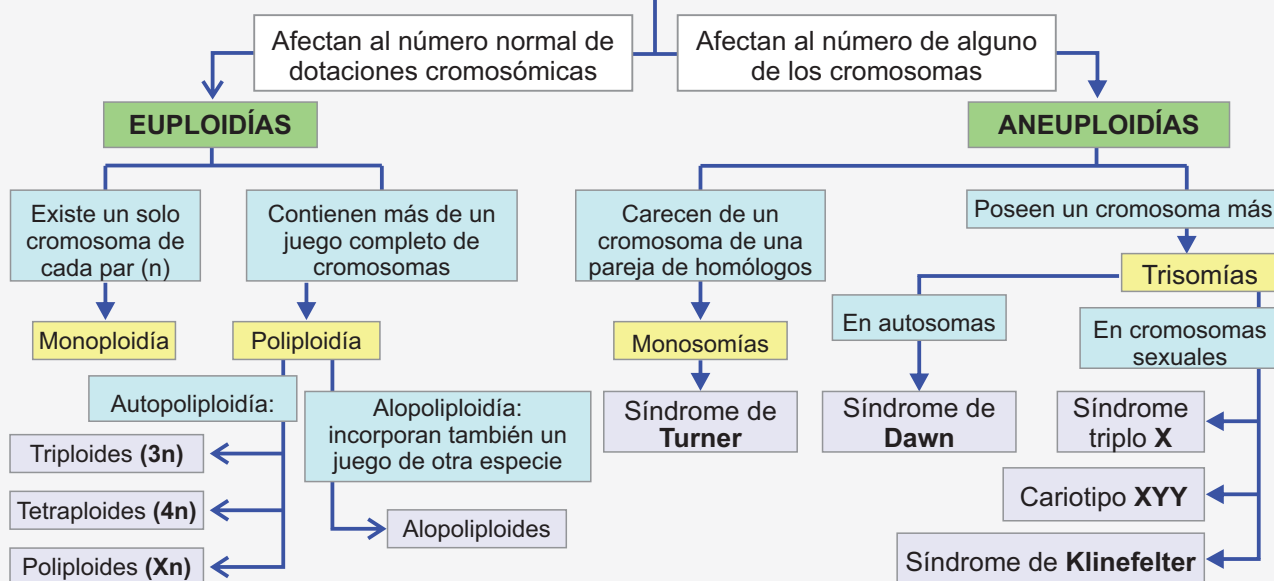 Afectan al número normal de
dotaciones cromosómicas
Afectan al número de alguno
de los cromosomas
EUPLOIDÍAS
ANEUPLOIDÍAS
Existe un solo
cromosoma de
cada par (n)
Contienen más de un
juego completo de
cromosomas
Carecen de un
cromosoma de una
pareja de homólogos
Poseen un cromosoma más
Trisomías
Monoploidía
Poliploidía
Monosomías
En autosomas
En cromosomas
sexuales
Autopoliploidía:
Alopoliploidía:
incorporan también un
juego de otra especie
Síndrome de
Turner
Síndrome de
Dawn
Síndrome
triplo X
Triploides (3n)
Tetraploides (4n)
Poliploides (Xn)
Alopoliploides
Cariotipo XYY
Síndrome de Klinefelter